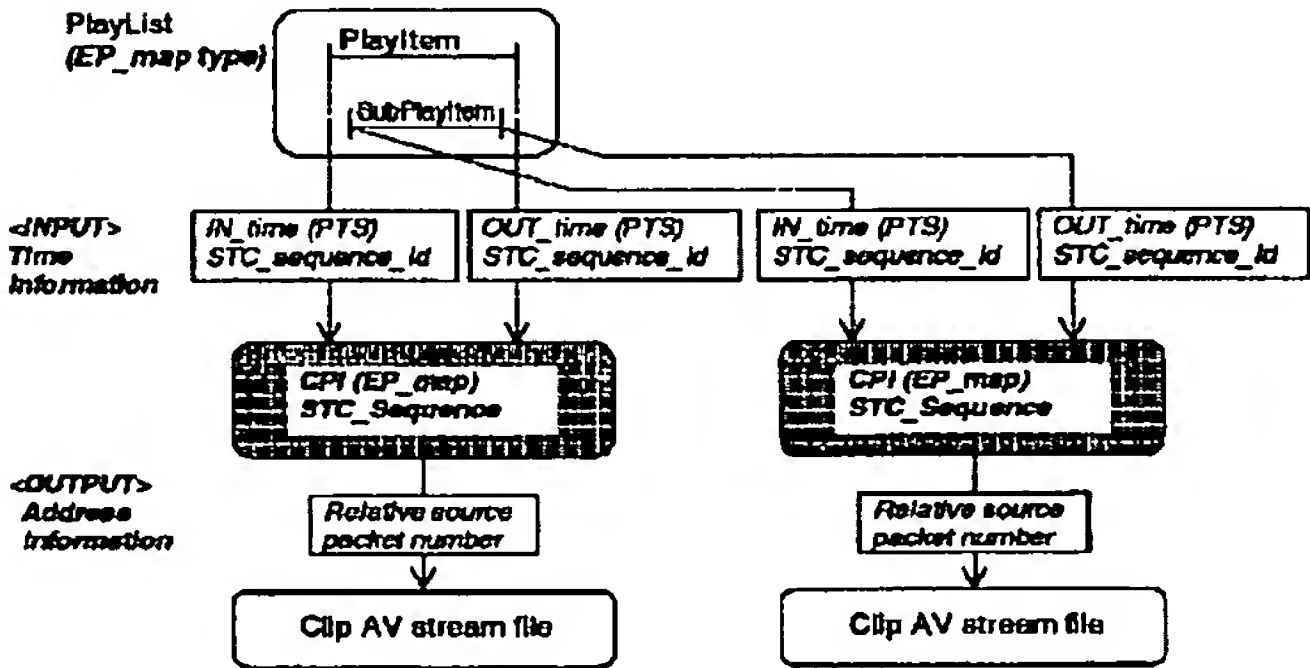 PlayList
(EP_map type)
PlayItem
SubPlayItem
<INPUT>
Time
Information
IN_time (PTS)
STC_sequence_id
OUT_time (PTS)
STC_sequence_id
IN_time (PTS)
STC_sequence_id
OUT_time (PTS)
STC_sequence_id
CPI (EP_map)
STC_Sequence
CPI (EP_map)
STC_Sequence
<OUTPUT>
Address
Information
Relative source
packet number
Relative source
packet number
Clip AV stream file
Clip AV stream file